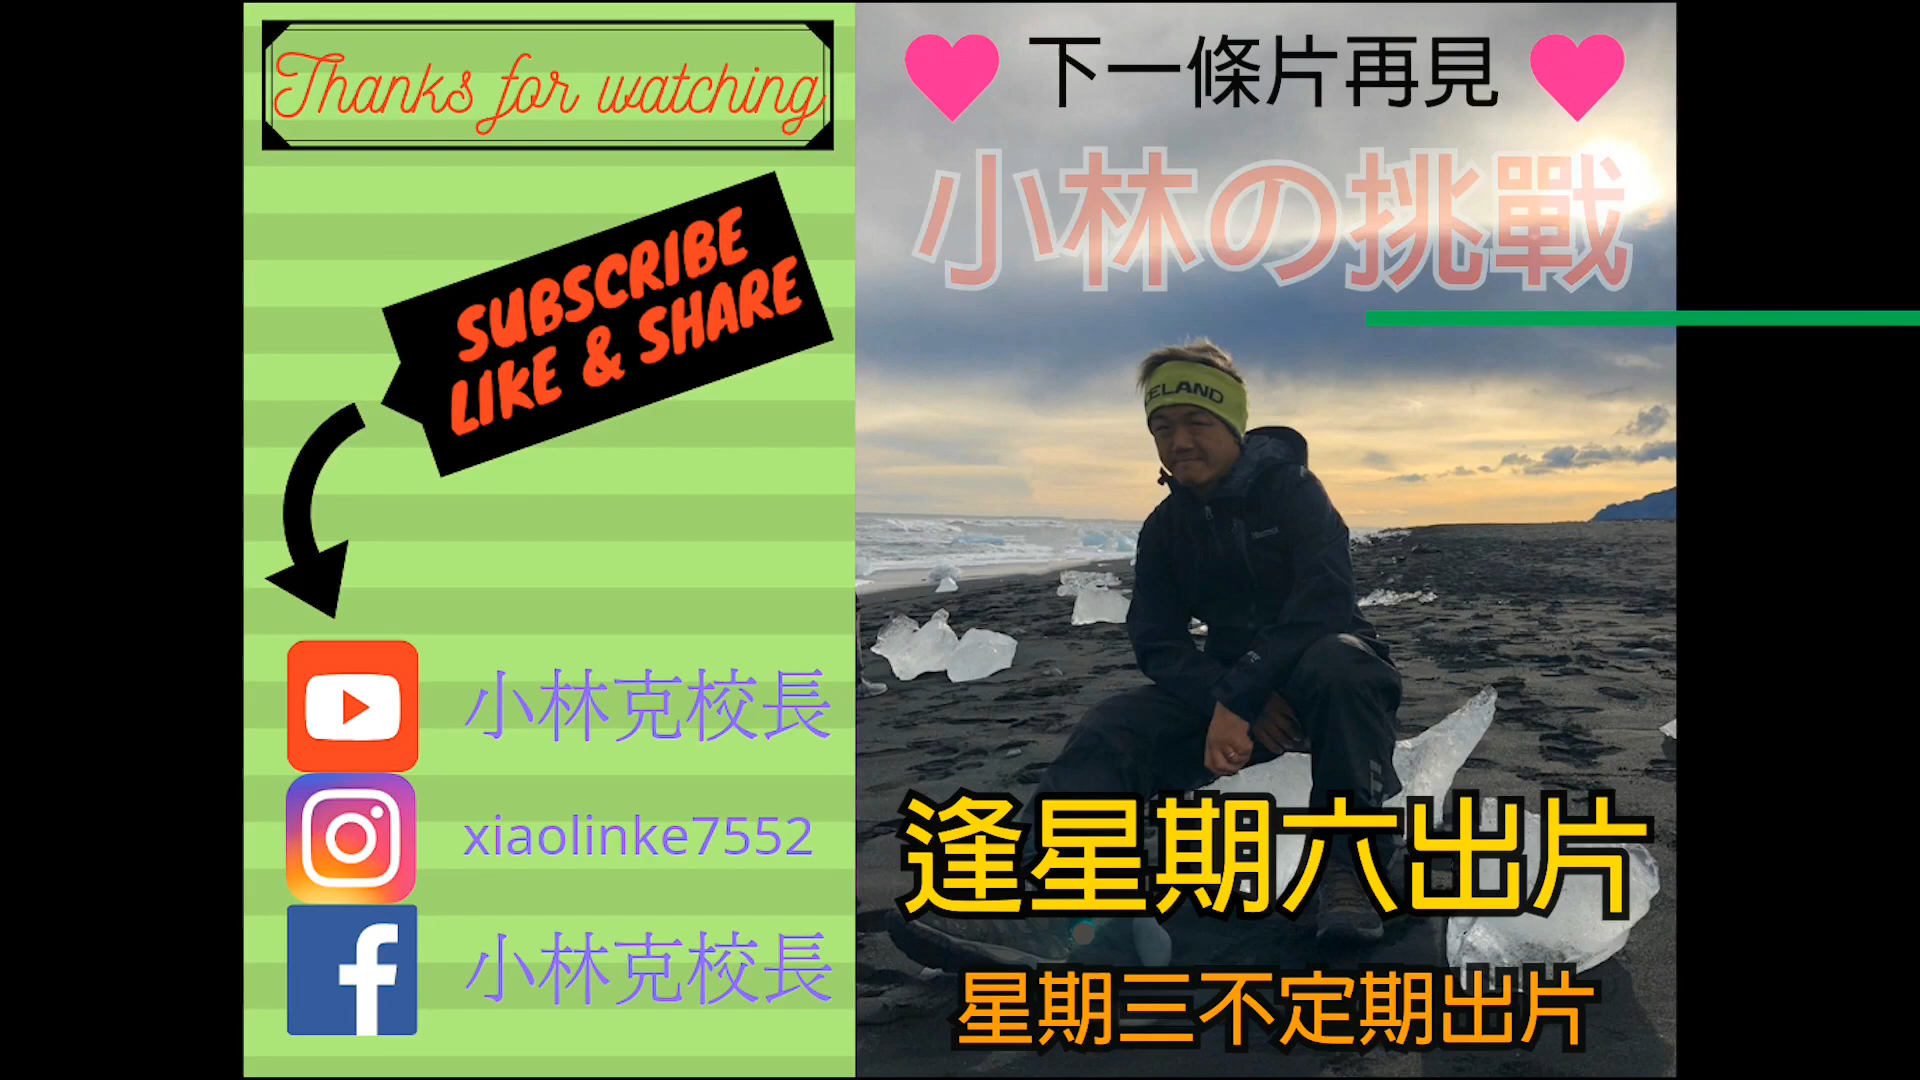 Thanks for watching
SUBSCRIBE
LIKE & SHARE
小林克校長
xiaolinke7552
小林克校長
下一條片再見
小林の挑戰
ICELAND
逢星期六出片
星期三不定期出片